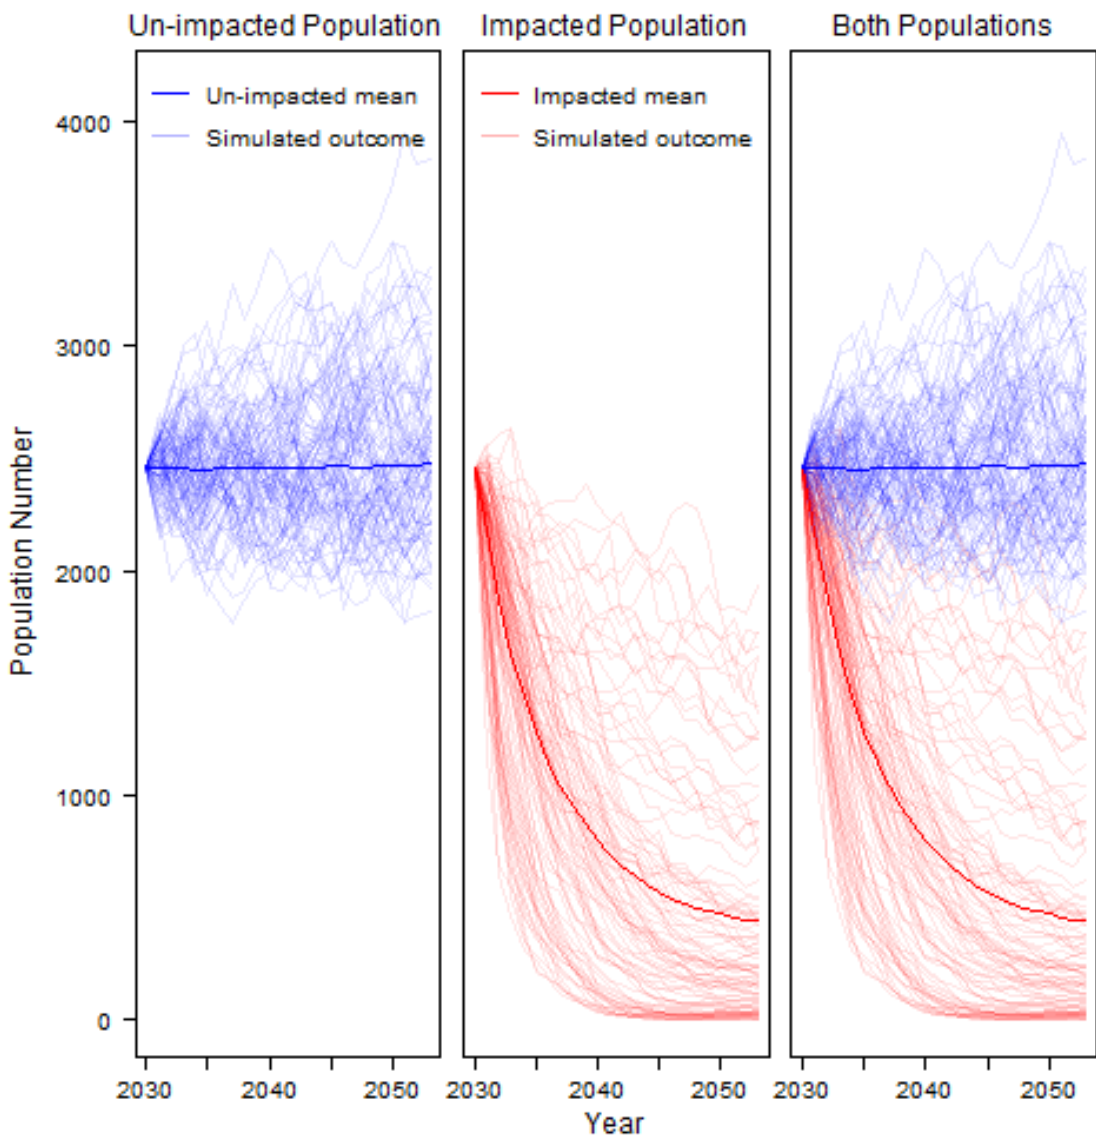 Un-impacted Population
Impacted Population
Both Populations
Un-impacted mean
Simulated outcome
Impacted mean
Simulated outcome
4000
3000
2000
1000
0
Population Number
2030 2040 2050
2030 2040 2050
2030 2040 2050
Year